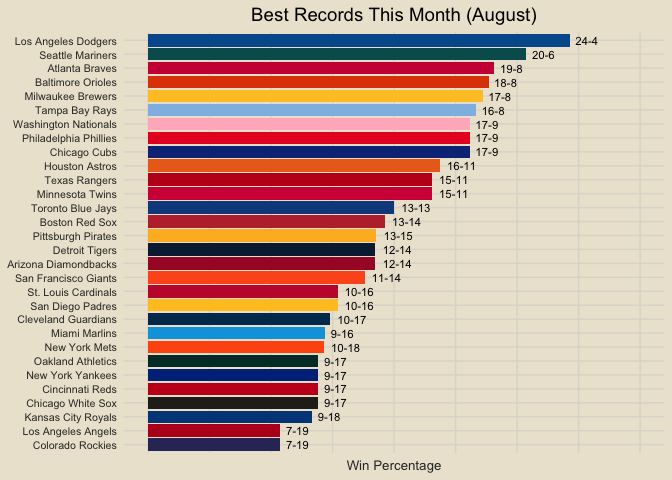 Best Records This Month (August)
Los Angeles Dodgers 24-4
Seattle Mariners 20-6
Atlanta Braves 19-8
Baltimore Orioles 18-8
Milwaukee Brewers 17-8
Tampa Bay Rays 16-8
Washington Nationals 17-9
Philadelphia Phillies 17-9
Chicago Cubs 17-9
Houston Astros 16-11
Texas Rangers 15-11
Minnesota Twins 15-11
Toronto Blue Jays 13-13
Boston Red Sox 13-14
Pittsburgh Pirates 13-15
Detroit Tigers 12-14
Arizona Diamondbacks 12-14
San Francisco Giants 11-14
St. Louis Cardinals 10-16
San Diego Padres 10-16
Cleveland Guardians 10-17
Miami Marlins 9-16
New York Mets 10-18
Oakland Athletics 9-17
New York Yankees 9-17
Cincinnati Reds 9-17
Chicago White Sox 9-17
Kansas City Royals 9-18
Los Angeles Angels 7-19
Colorado Rockies 7-19
Win Percentage